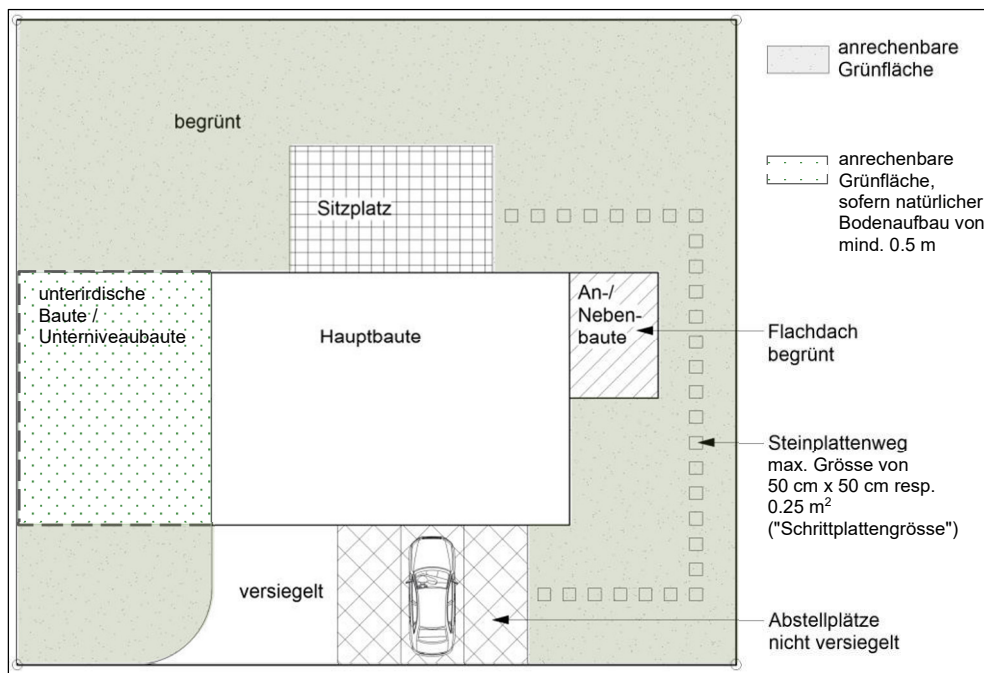 anrechenbare
Grünfläche
begrünt
anrechenbare
Grünfläche,
sofern natürlicher
Bodenaufbau von
mind. 0.5 m
Sitzplatz
unterirdische
Baute /
Unterniveaubaute
Hauptbaute
An-/
Neben-
baute
Flachdach
begrünt
Steinplattenweg
max. Grösse von
50 cm x 50 cm resp.
0.25 m²
("Schrittplattengrösse")
versiegelt
Abstellplätze
nicht versiegelt